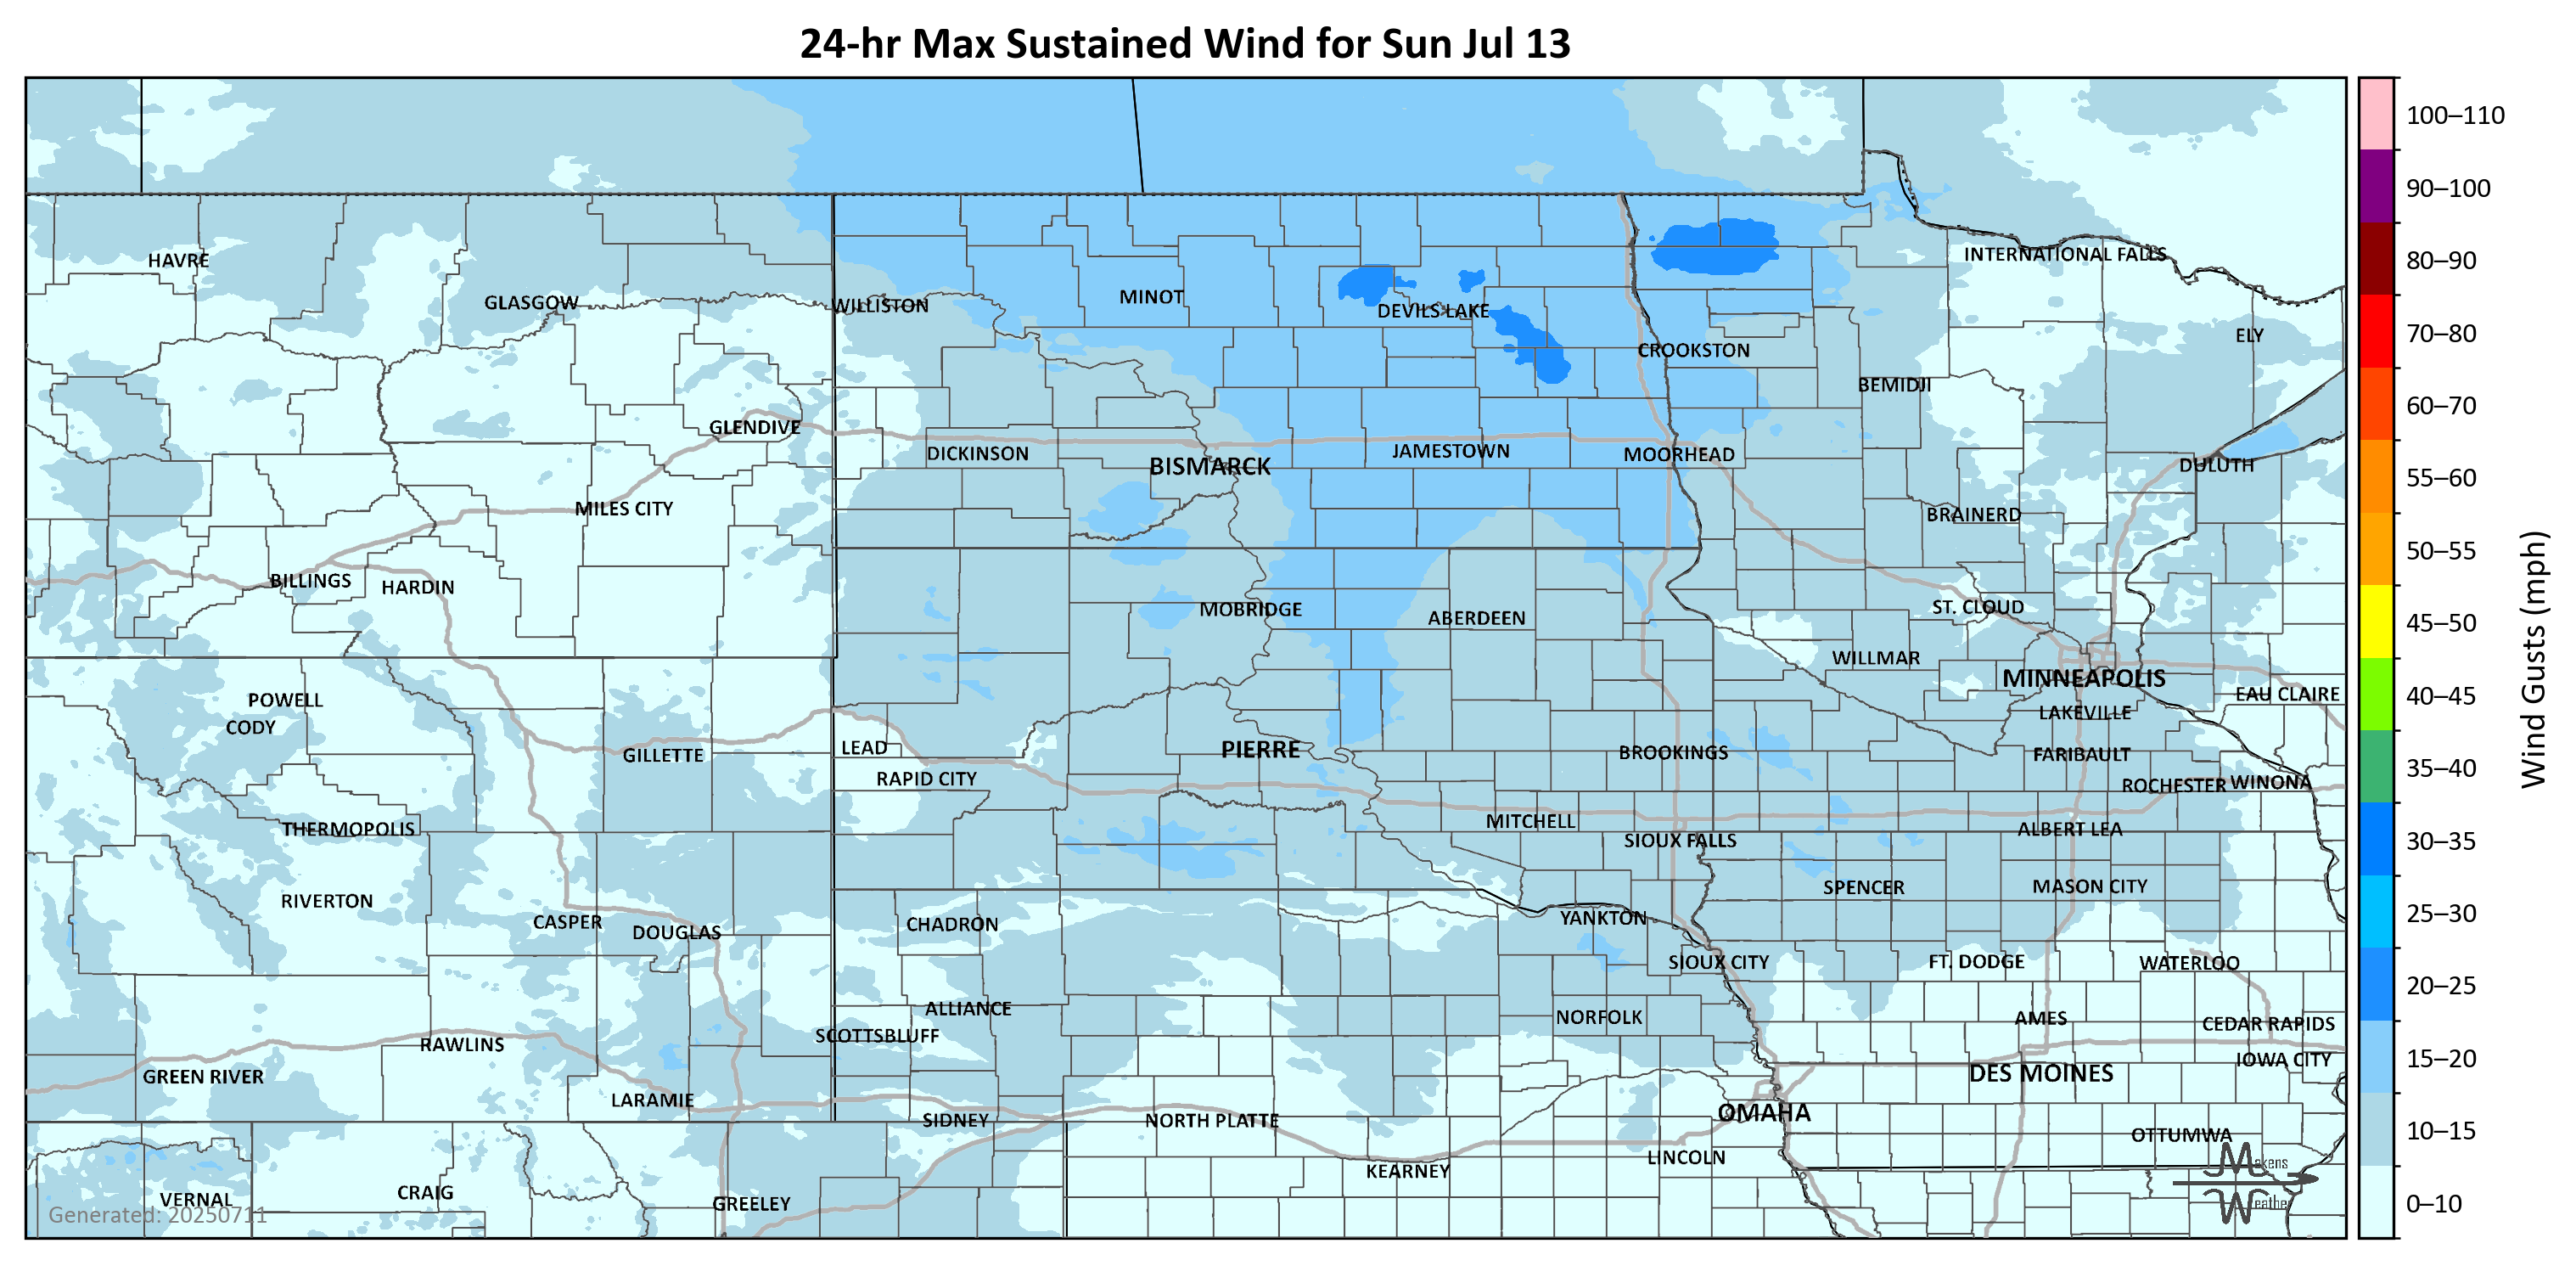 24-hr Max Sustained Wind for Sun Jul 13
HAVRE
GLASGOW
WILLISTON
MINOT
DEVILS LAKE
INTERNATIONAL FALLS
ELY
CROOKSTON
BEMIDJI
GLENDIVE
DICKINSON
BISMARCK
JAMESTOWN
MOORHEAD
DULUTH
MILES CITY
BRAINERD
BILLINGS
HARDIN
MOBRIDGE
ABERDEEN
ST. CLOUD
WILLMAR
MINNEAPOLIS
EAU CLAIRE
POWELL
CODY
LAKEVILLE
GILLETTE
LEAD
PIERRE
BROOKINGS
FARIBAULT
RAPID CITY
ROCHESTER
WINONA
THERMOPOLIS
MITCHELL
SIOUX FALLS
ALBERT LEA
RIVERTON
SPENCER
MASON CITY
CASPER
DOUGLAS
CHADRON
YANKTON
SIOUX CITY
FT. DODGE
WATERLOO
ALLIANCE
NORFOLK
AMES
CEDAR RAPIDS
SCOTTSBLUFF
RAWLINS
IOWA CITY
GREEN RIVER
DES MOINES
LARAMIE
SIDNEY
NORTH PLATTE
OMAHA
OTTUMWA
KEARNEY
LINCOLN
VERNAL
CRAIG
GREELEY
Generated: 20250711
Makens
Weather
100–110
90–100
80–90
70–80
60–70
55–60
50–55
45–50
40–45
35–40
30–35
25–30
20–25
15–20
10–15
0–10
Wind Gusts (mph)